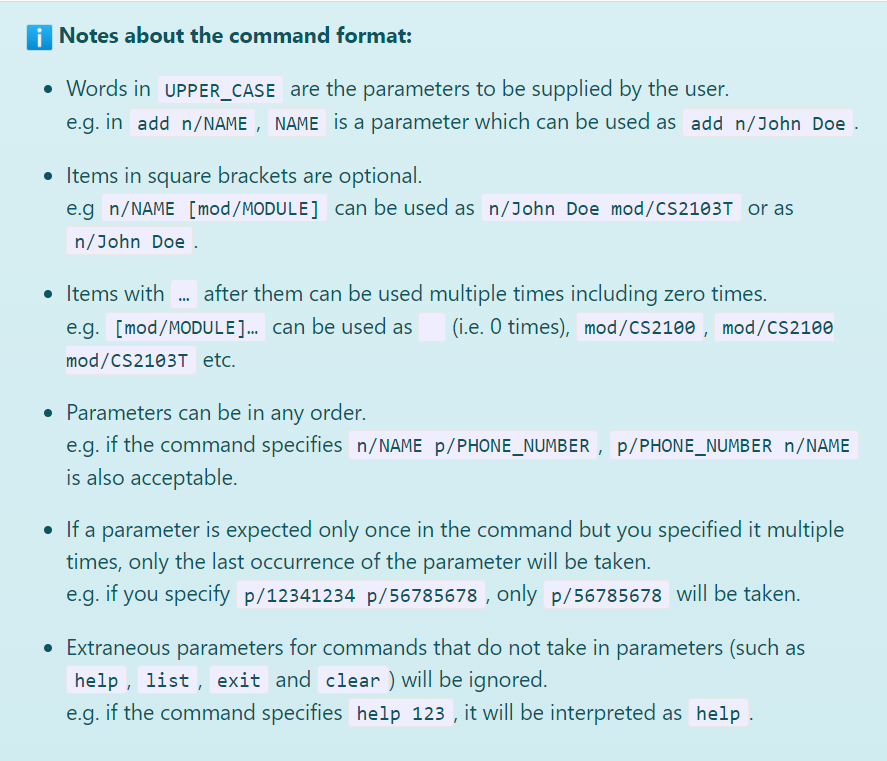 ℹ️ Notes about the command format:
• Words in UPPER_CASE are the parameters to be supplied by the user.
e.g. in add n/NAME, NAME is a parameter which can be used as add n/John Doe.
• Items in square brackets are optional.
e.g n/NAME [mod/MODULE] can be used as n/John Doe mod/CS2103T or as
n/John Doe.
• Items with … after them can be used multiple times including zero times.
e.g. [mod/MODULE]… can be used as   (i.e. 0 times), mod/CS2100, mod/CS2100
mod/CS2103T etc.
• Parameters can be in any order.
e.g. if the command specifies n/NAME p/PHONE_NUMBER, p/PHONE_NUMBER n/NAME
is also acceptable.
• If a parameter is expected only once in the command but you specified it multiple
times, only the last occurrence of the parameter will be taken.
e.g. if you specify p/12341234 p/56785678, only p/56785678 will be taken.
• Extraneous parameters for commands that do not take in parameters (such as
help, list, exit and clear) will be ignored.
e.g. if the command specifies help 123, it will be interpreted as help.